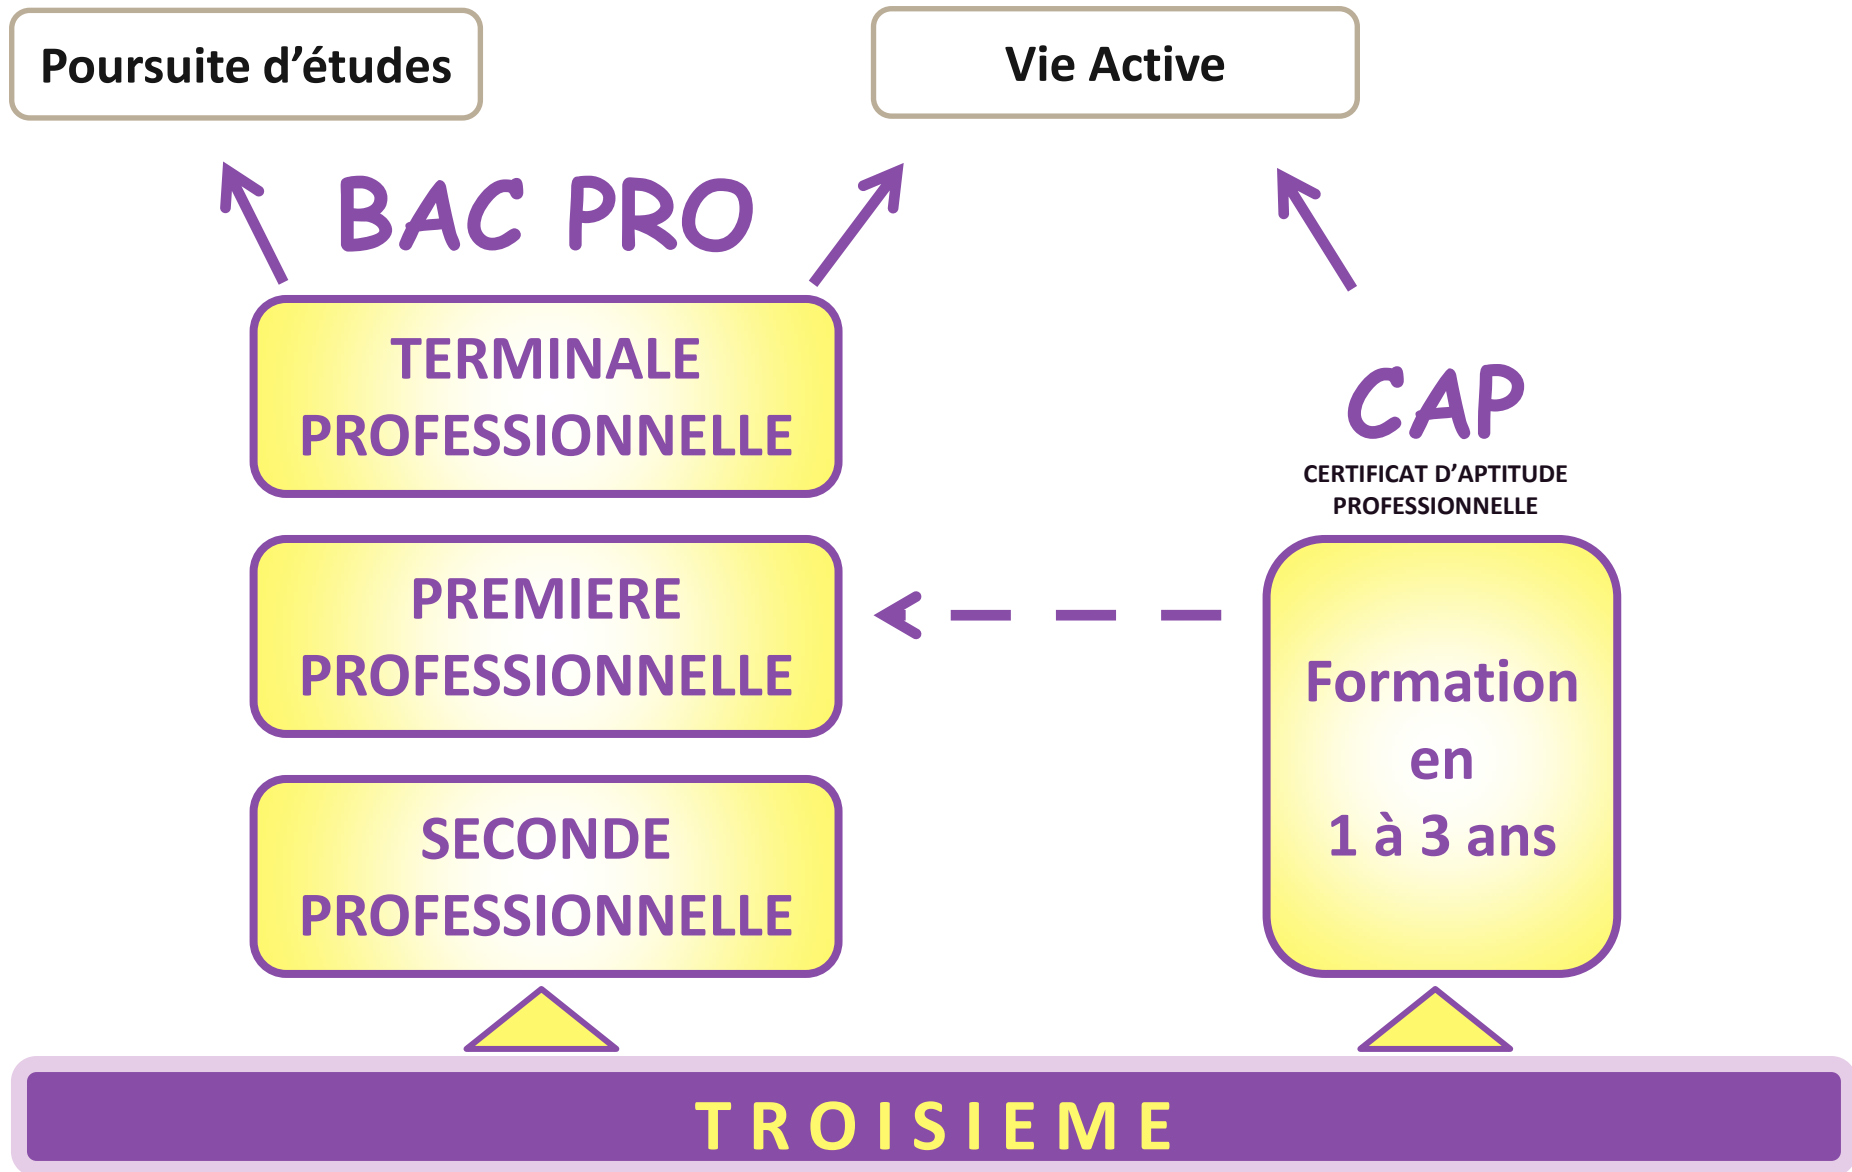 Poursuite d’études
Vie Active
BAC PRO
TERMINALE
PROFESSIONNELLE
PREMIERE
PROFESSIONNELLE
SECONDE
PROFESSIONNELLE
CAP
CERTIFICAT D’APTITUDE
PROFESSIONNELLE
Formation
en
1 à 3 ans
TROISIEME